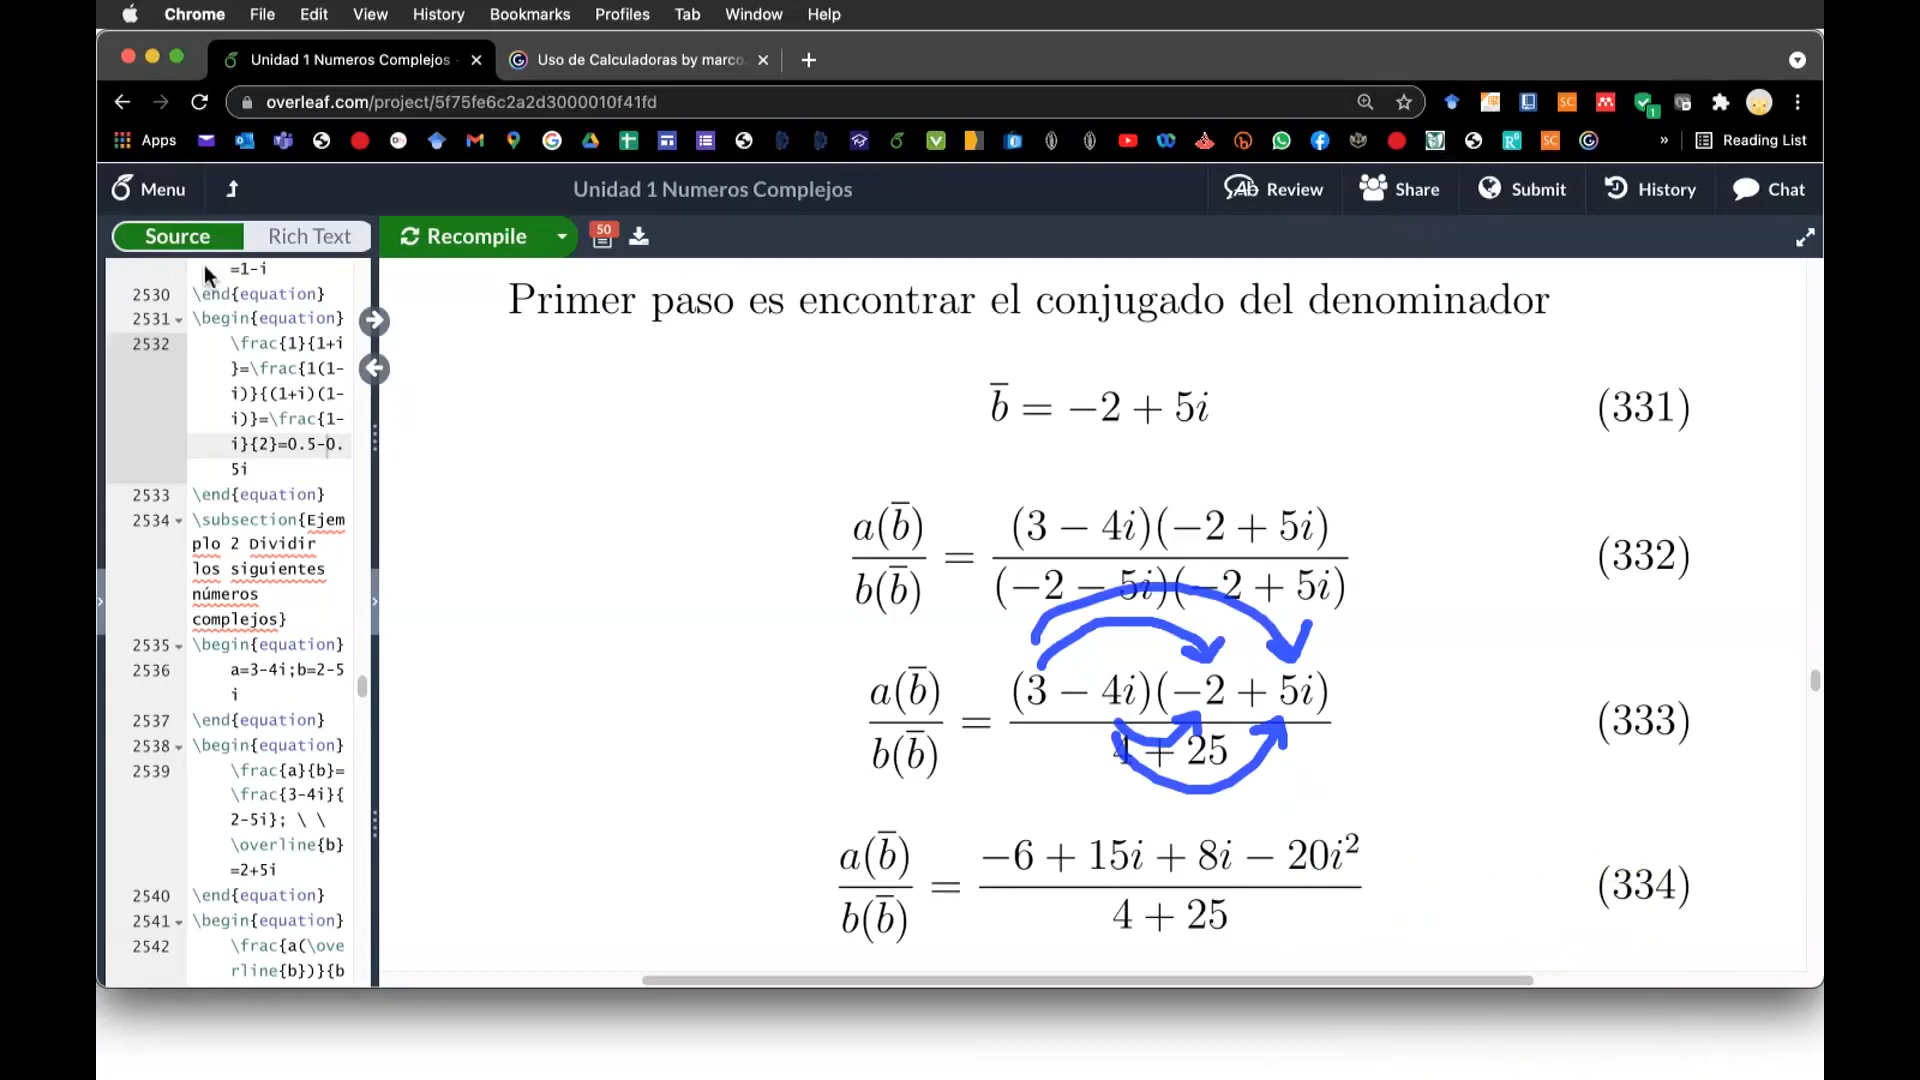 Chrome File Edit View History Bookmarks Profiles Tab Window Help
Unidad 1 Numeros Complejos - Uso de Calculadoras by marco.
overleaf.com/project/5f75fe6c2a2d3000010f41fd
Apps Reading List
Menu Unidad 1 Numeros Complejos Review Share Submit History Chat
Source Rich Text Recompile 50
=1-i
2530 \end{equation}
2531 \begin{equation}
2532 \frac{1}{1+i
}=\frac{1(1-
i)}{(1+i)(1-
i)}=\frac{1-
i}{2}=0.5-0.
5i
2533 \end{equation}
2534 \subsection{Ejem
plo 2 Dividir
los siguientes
números
complejos}
2535 \begin{equation}
2536 a=3-4i;b=2-5
i
2537 \end{equation}
2538 \begin{equation}
2539 \frac{a}{b}=
\frac{3-4i}{
2-5i}; \ \
\overline{b}
=2+5i
2540 \end{equation}
2541 \begin{equation}
2542 \frac{a(\ove
rline{b})}{b
Primer paso es encontrar el conjugado del denominador
b̅ = −2 + 5i (331)
a(b̅)/b(b̅) = (3 − 4i)(−2 + 5i)/(−2 − 5i)(−2 + 5i) (332)
a(b̅)/b(b̅) = (3 − 4i)(−2 + 5i)/4 + 25 (333)
a(b̅)/b(b̅) = −6 + 15i + 8i − 20i²/4 + 25 (334)